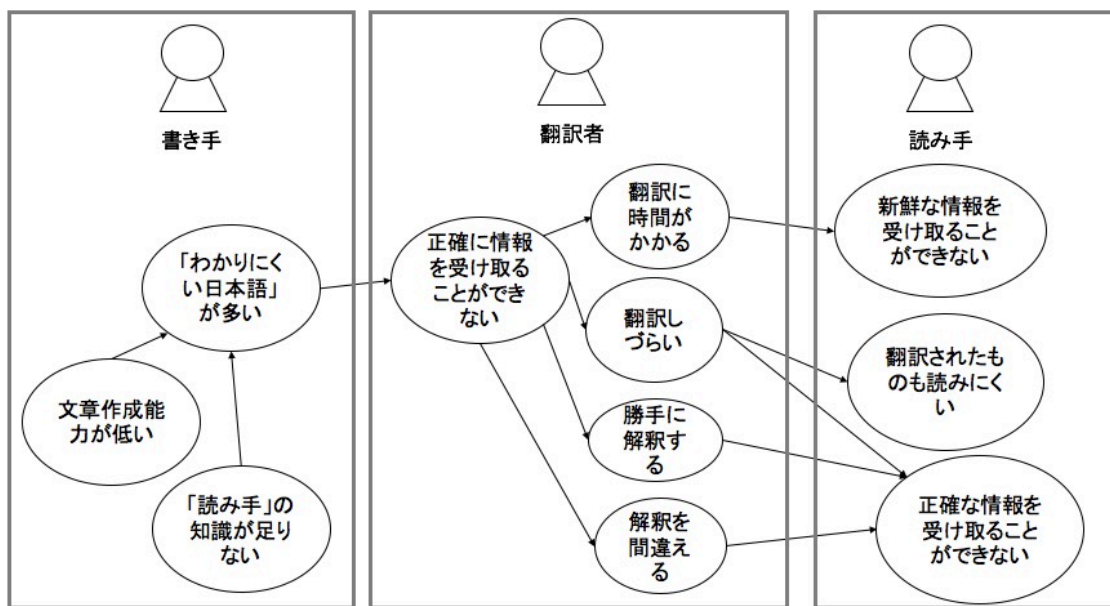 書き手
「わかりにく
い日本語」
が多い
文章作成能
力が低い
「読み手」の
知識が足り
ない
翻訳者
正確に情報
を受け取る
ことができ
ない
翻訳に
時間が
かかる
翻訳し
づらい
勝手に
解釈す
る
解釈を
間違え
る
読み手
新鮮な情報を
受け取ること
ができない
翻訳されたも
のも読みにく
い
正確な情報を
受け取ること
ができない